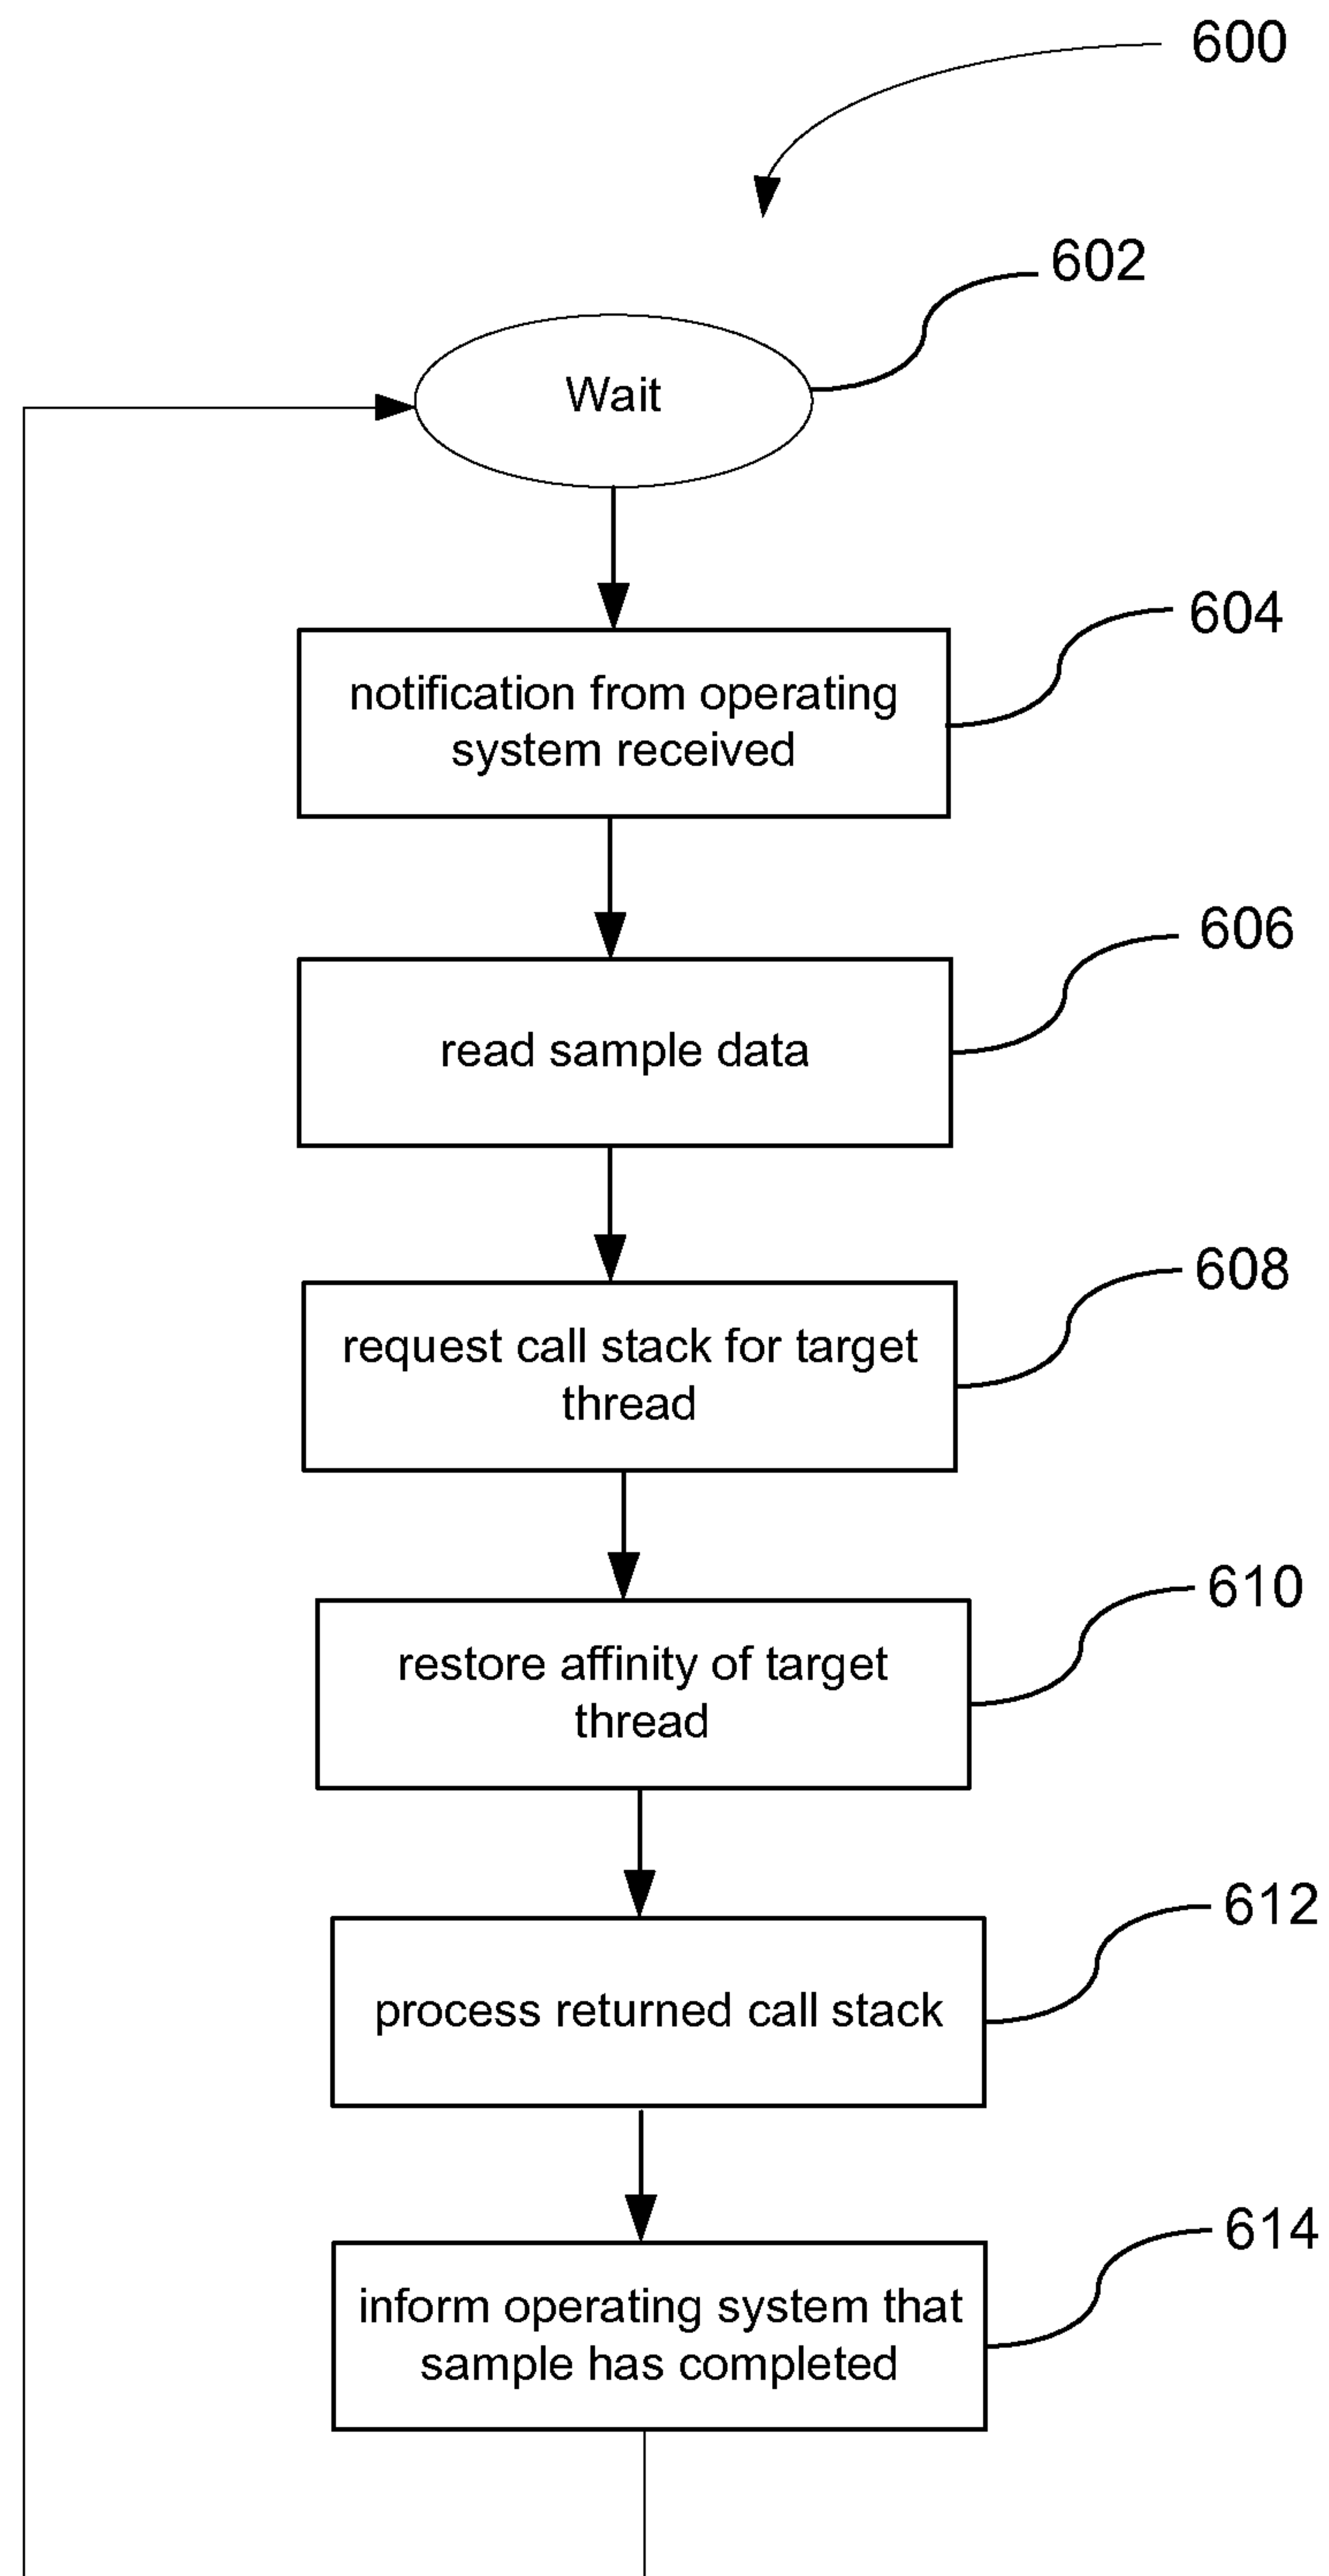 600
602
Wait
604
notification from operating
system received
606
read sample data
608
request call stack for target
thread
610
restore affinity of target
thread
612
process returned call stack
614
inform operating system that
sample has completed